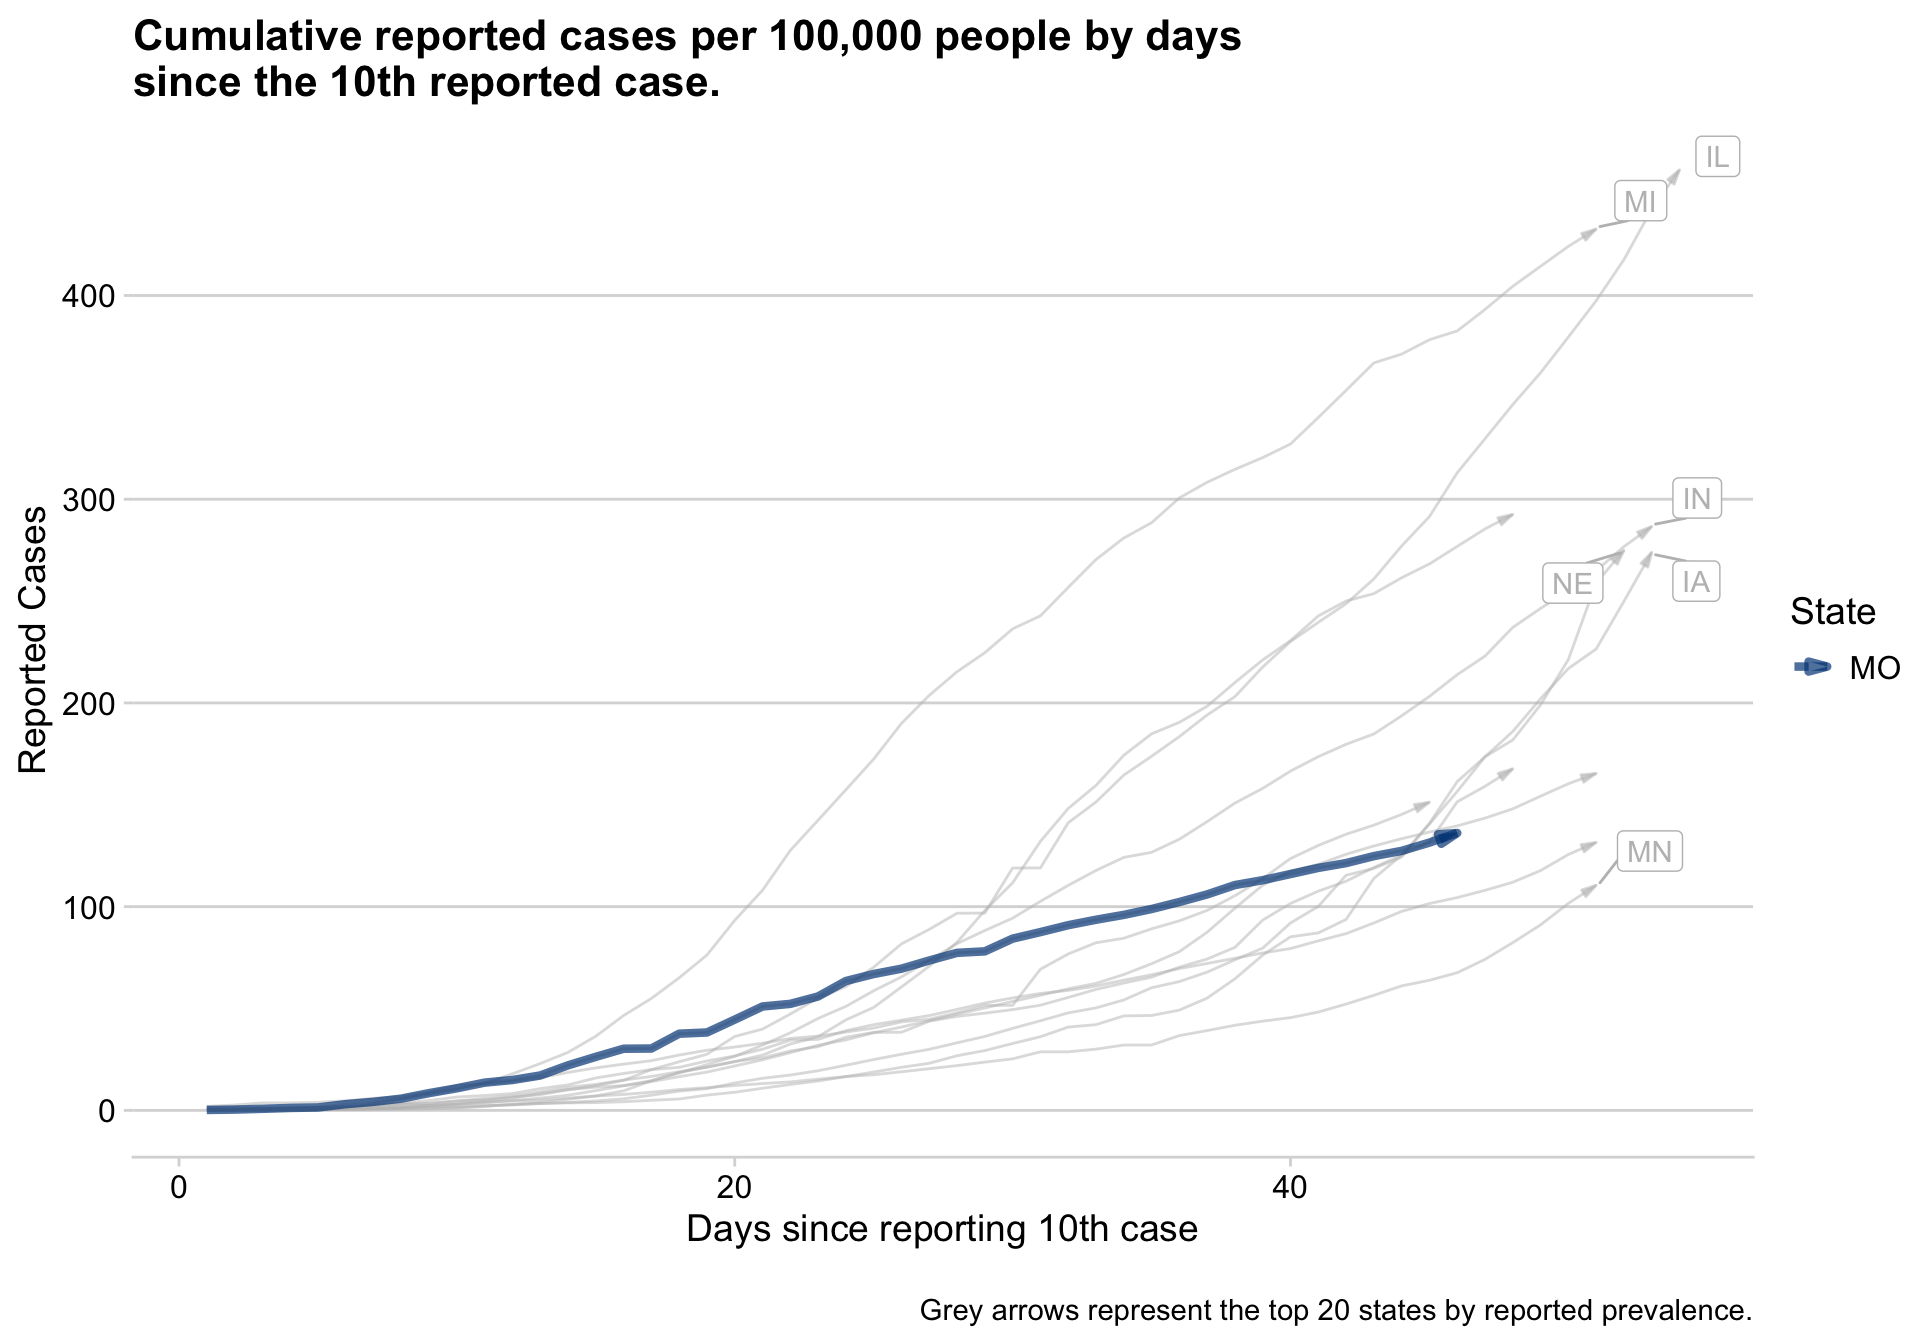 Cumulative reported cases per 100,000 people by days
since the 10th reported case.
IL
MI
400
IN
300
NE
IA
Reported Cases
State
MO
200
MN
100
0
0
20
40
Days since reporting 10th case
Grey arrows represent the top 20 states by reported prevalence.